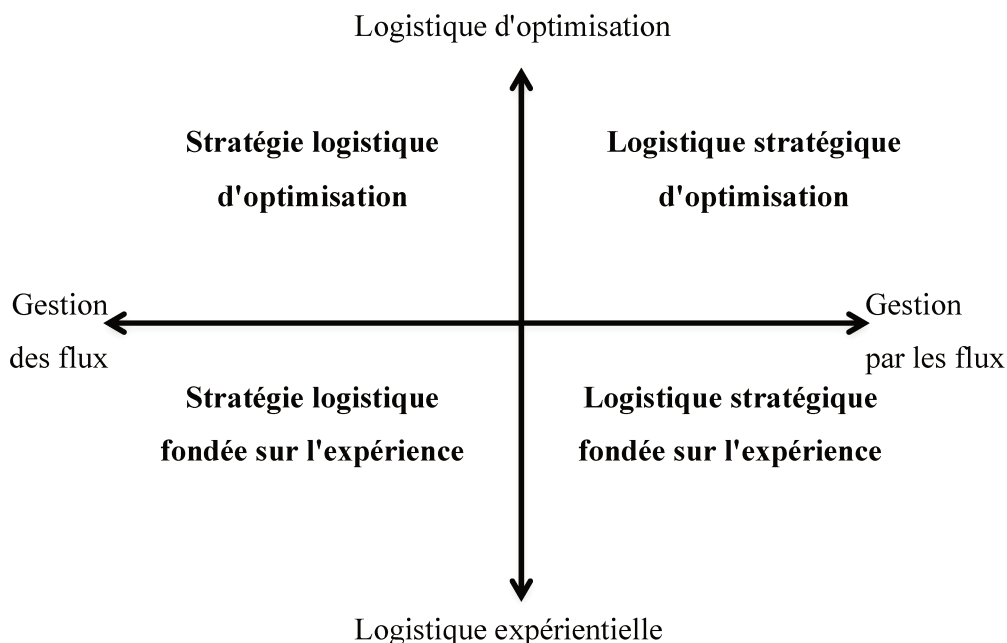 Logistique d'optimisation
Stratégie logistique
d'optimisation
Logistique stratégique
d'optimisation
Gestion
des flux
Gestion
par les flux
Stratégie logistique
fondée sur l'expérience
Logistique stratégique
fondée sur l'expérience
Logistique expérientielle